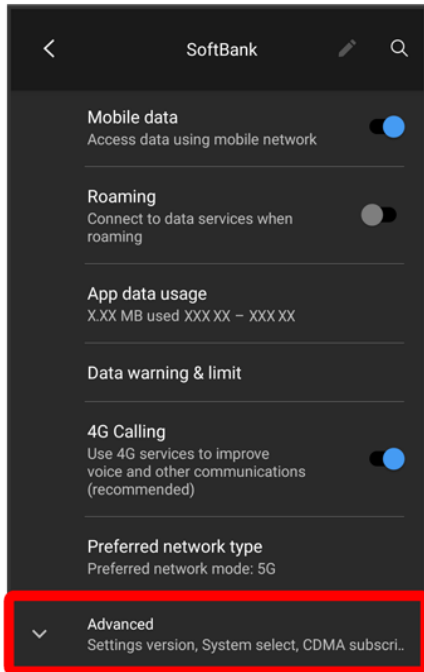 SoftBank
Mobile data
Access data using mobile network
Roaming
Connect to data services when
roaming
App data usage
X.XX MB used XXX XX – XXX XX
Data warning & limit
4G Calling
Use 4G services to improve
voice and other communications
(recommended)
Preferred network type
Preferred network mode: 5G
Advanced
Settings version, System select, CDMA subscri..